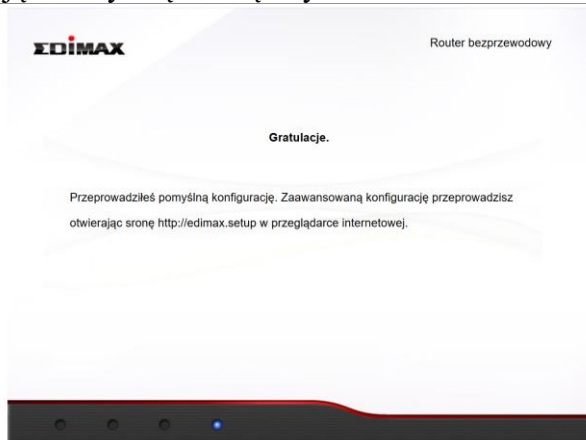 EDIMAX
Router bezprzewodowy
Gratulacje.
Przeprowadziłeś pomyślną konfigurację. Zaawansowaną konfigurację przeprowadzisz
otwierając sronę http://edimax.setup w przeglądarce internetowej.